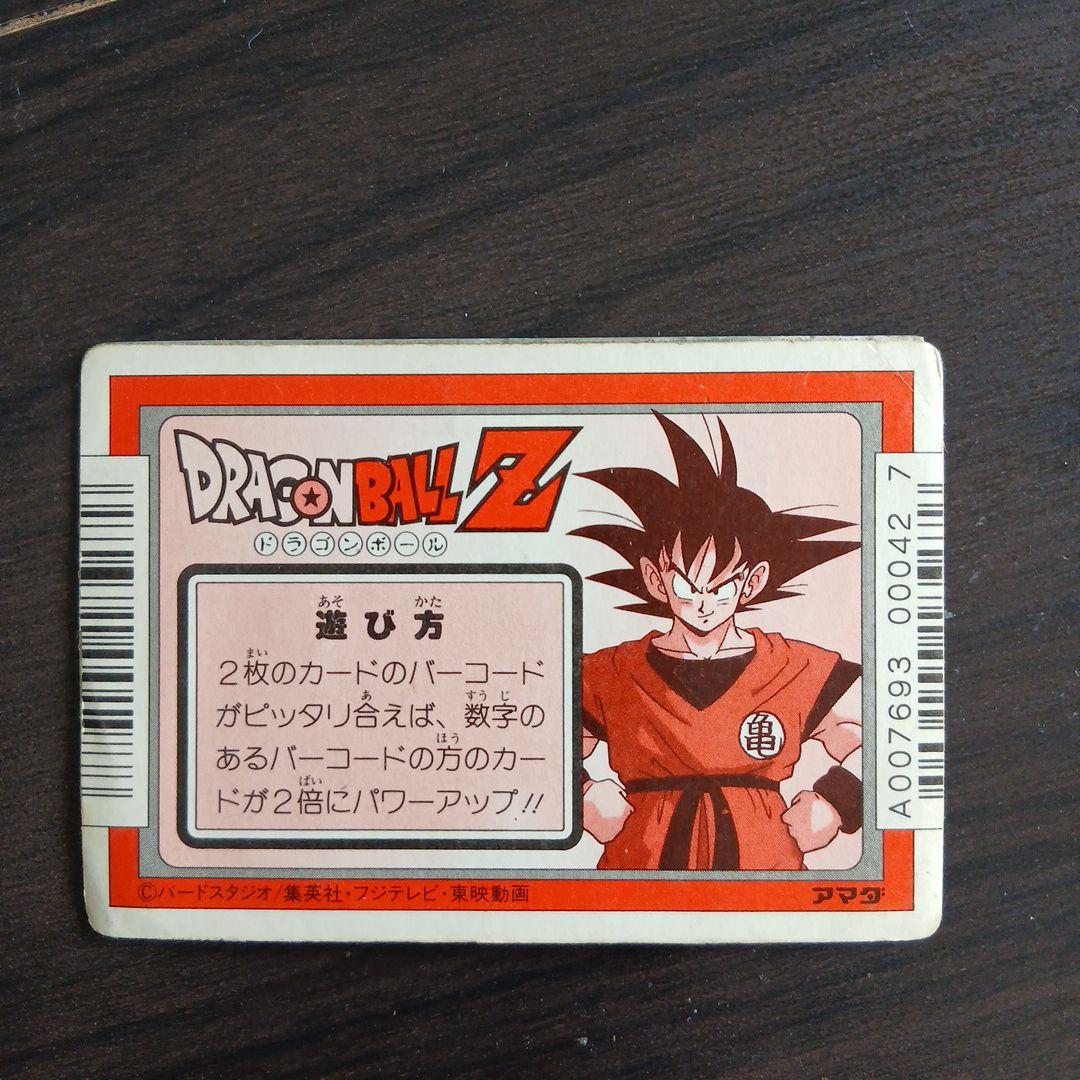 DRAGON BALL Z
ドラゴンボール
遊び方
あそ かた
2枚のカードのバーコード
まい
がピッタリ合えば、数字の
あ すうじ
あるバーコードの方のカー
ほう
ドが2倍にパワーアップ!!
ばい
亀
A0076693 00042 7
©バードスタジオ/集英社・フジテレビ・東映動画
アマダ